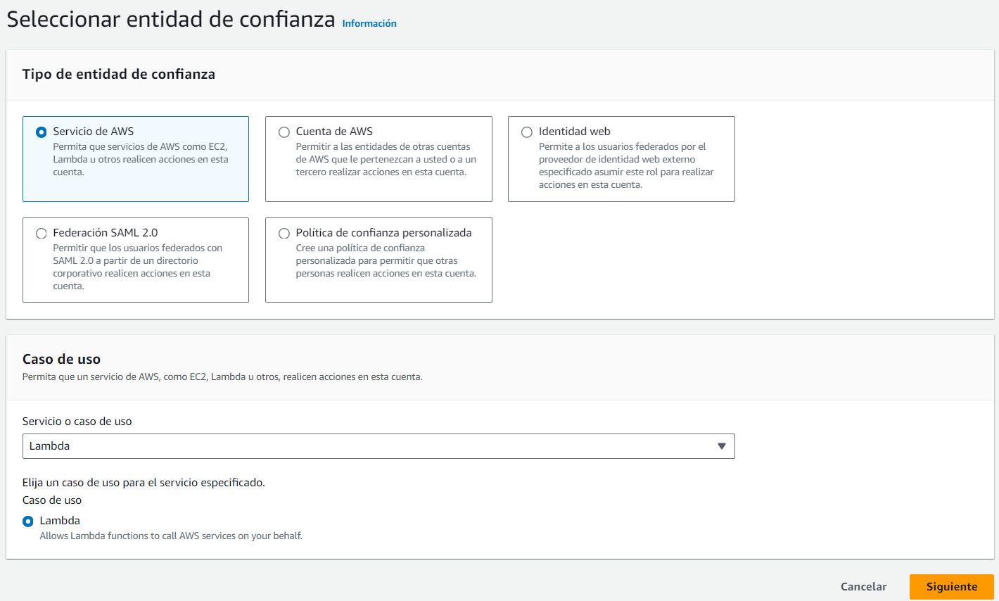 Seleccionar entidad de confianza Información
Tipo de entidad de confianza
Servicio de AWS
Permita que servicios de AWS como EC2,
Lambda u otros realicen acciones en esta
cuenta.
Cuenta de AWS
Permitir a las entidades de otras cuentas
de AWS que le pertenezcan a usted o a un
tercero realizar acciones en esta cuenta.
Identidad web
Permite a los usuarios federados por el
proveedor de identidad web externo
especificado asumir este rol para realizar
acciones en esta cuenta.
Federación SAML 2.0
Permitir que los usuarios federados con
SAML 2.0 a partir de un directorio
corporativo realicen acciones en esta
cuenta.
Política de confianza personalizada
Cree una política de confianza
personalizada para permitir que otras
personas realicen acciones en esta cuenta.
Caso de uso
Permita que un servicio de AWS, como EC2, Lambda u otros, realicen acciones en esta cuenta.
Servicio o caso de uso
Lambda
Elija un caso de uso para el servicio especificado.
Caso de uso
Lambda
Allows Lambda functions to call AWS services on your behalf.
Cancelar
Siguiente